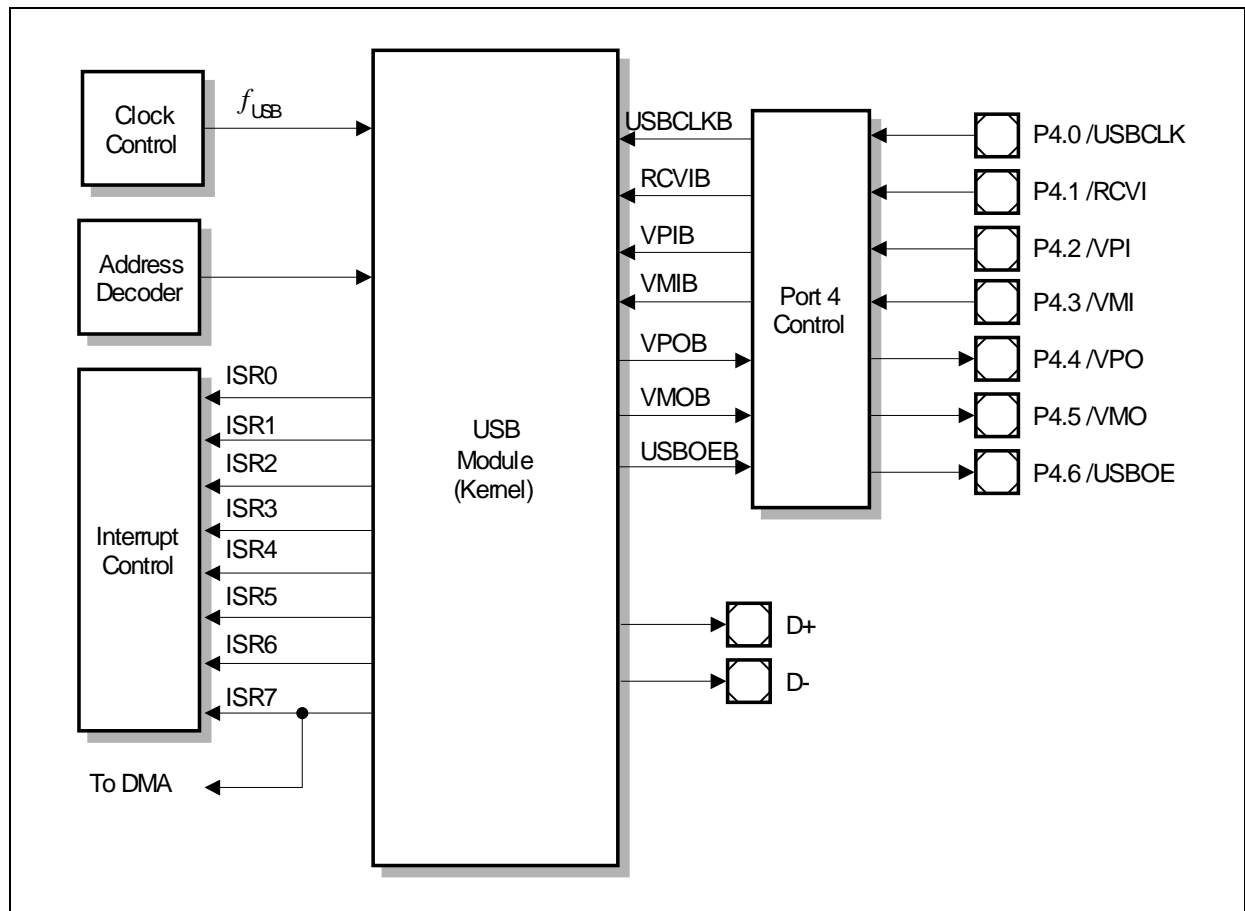 Clock
Control
fUSB
Address
Decoder
Interrupt
Control
ISR0
ISR1
ISR2
ISR3
ISR4
ISR5
ISR6
ISR7
To DMA
USB
Module
(Kernel)
USBCLKB
RCVIB
VPIB
VMIB
VPOB
VMOB
USBOEB
Port 4
Control
P4.0 /USBCLK
P4.1 /RCVI
P4.2 /VPI
P4.3 /VMI
P4.4 /VPO
P4.5 /VMO
P4.6 /USBOE
D+
D-